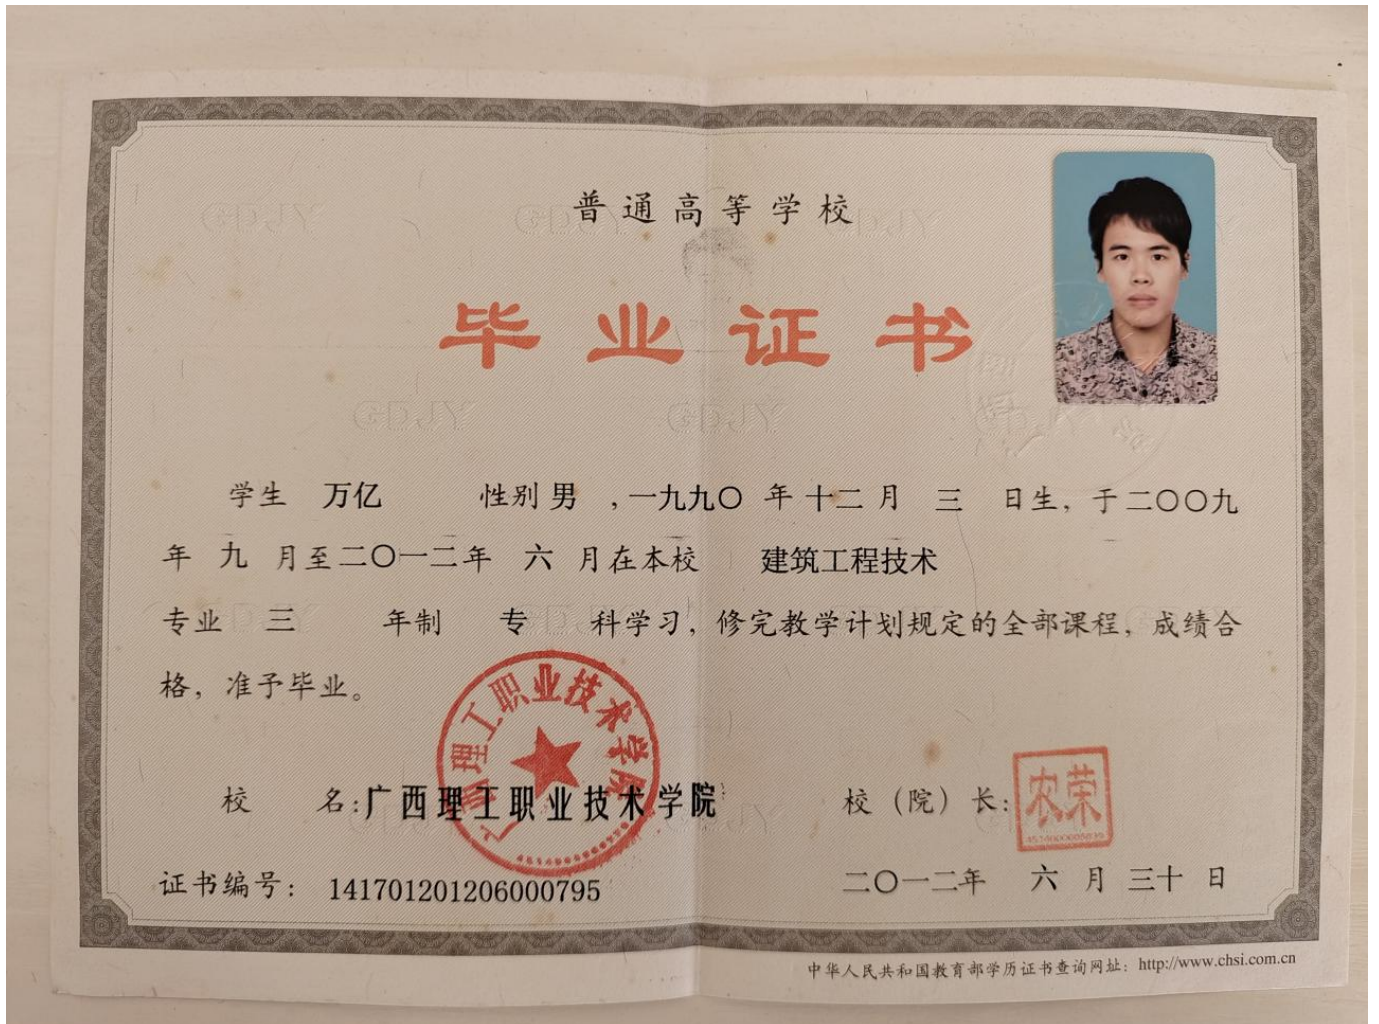 普通高等学校
毕业证书
学生 万亿 性别 男 ,一九九〇 年 十二 月 三 日生，于二〇〇九
年 九 月至二〇一二年 六 月在本校 建筑工程技术
专业 三 年制 专 科学习，修完教学计划规定的全部课程，成绩合
格，准予毕业。
广西理工职业技术学院
校 名:广西理工职业技术学院
校（院）长:
农荣
证书编号： 141701201206000795
二〇一二年 六 月 三十 日
中华人民共和国教育部学历证书查询网址：http://www.chsi.com.cn
GDJY
GDJY
GDJY
GDJY
GDJY